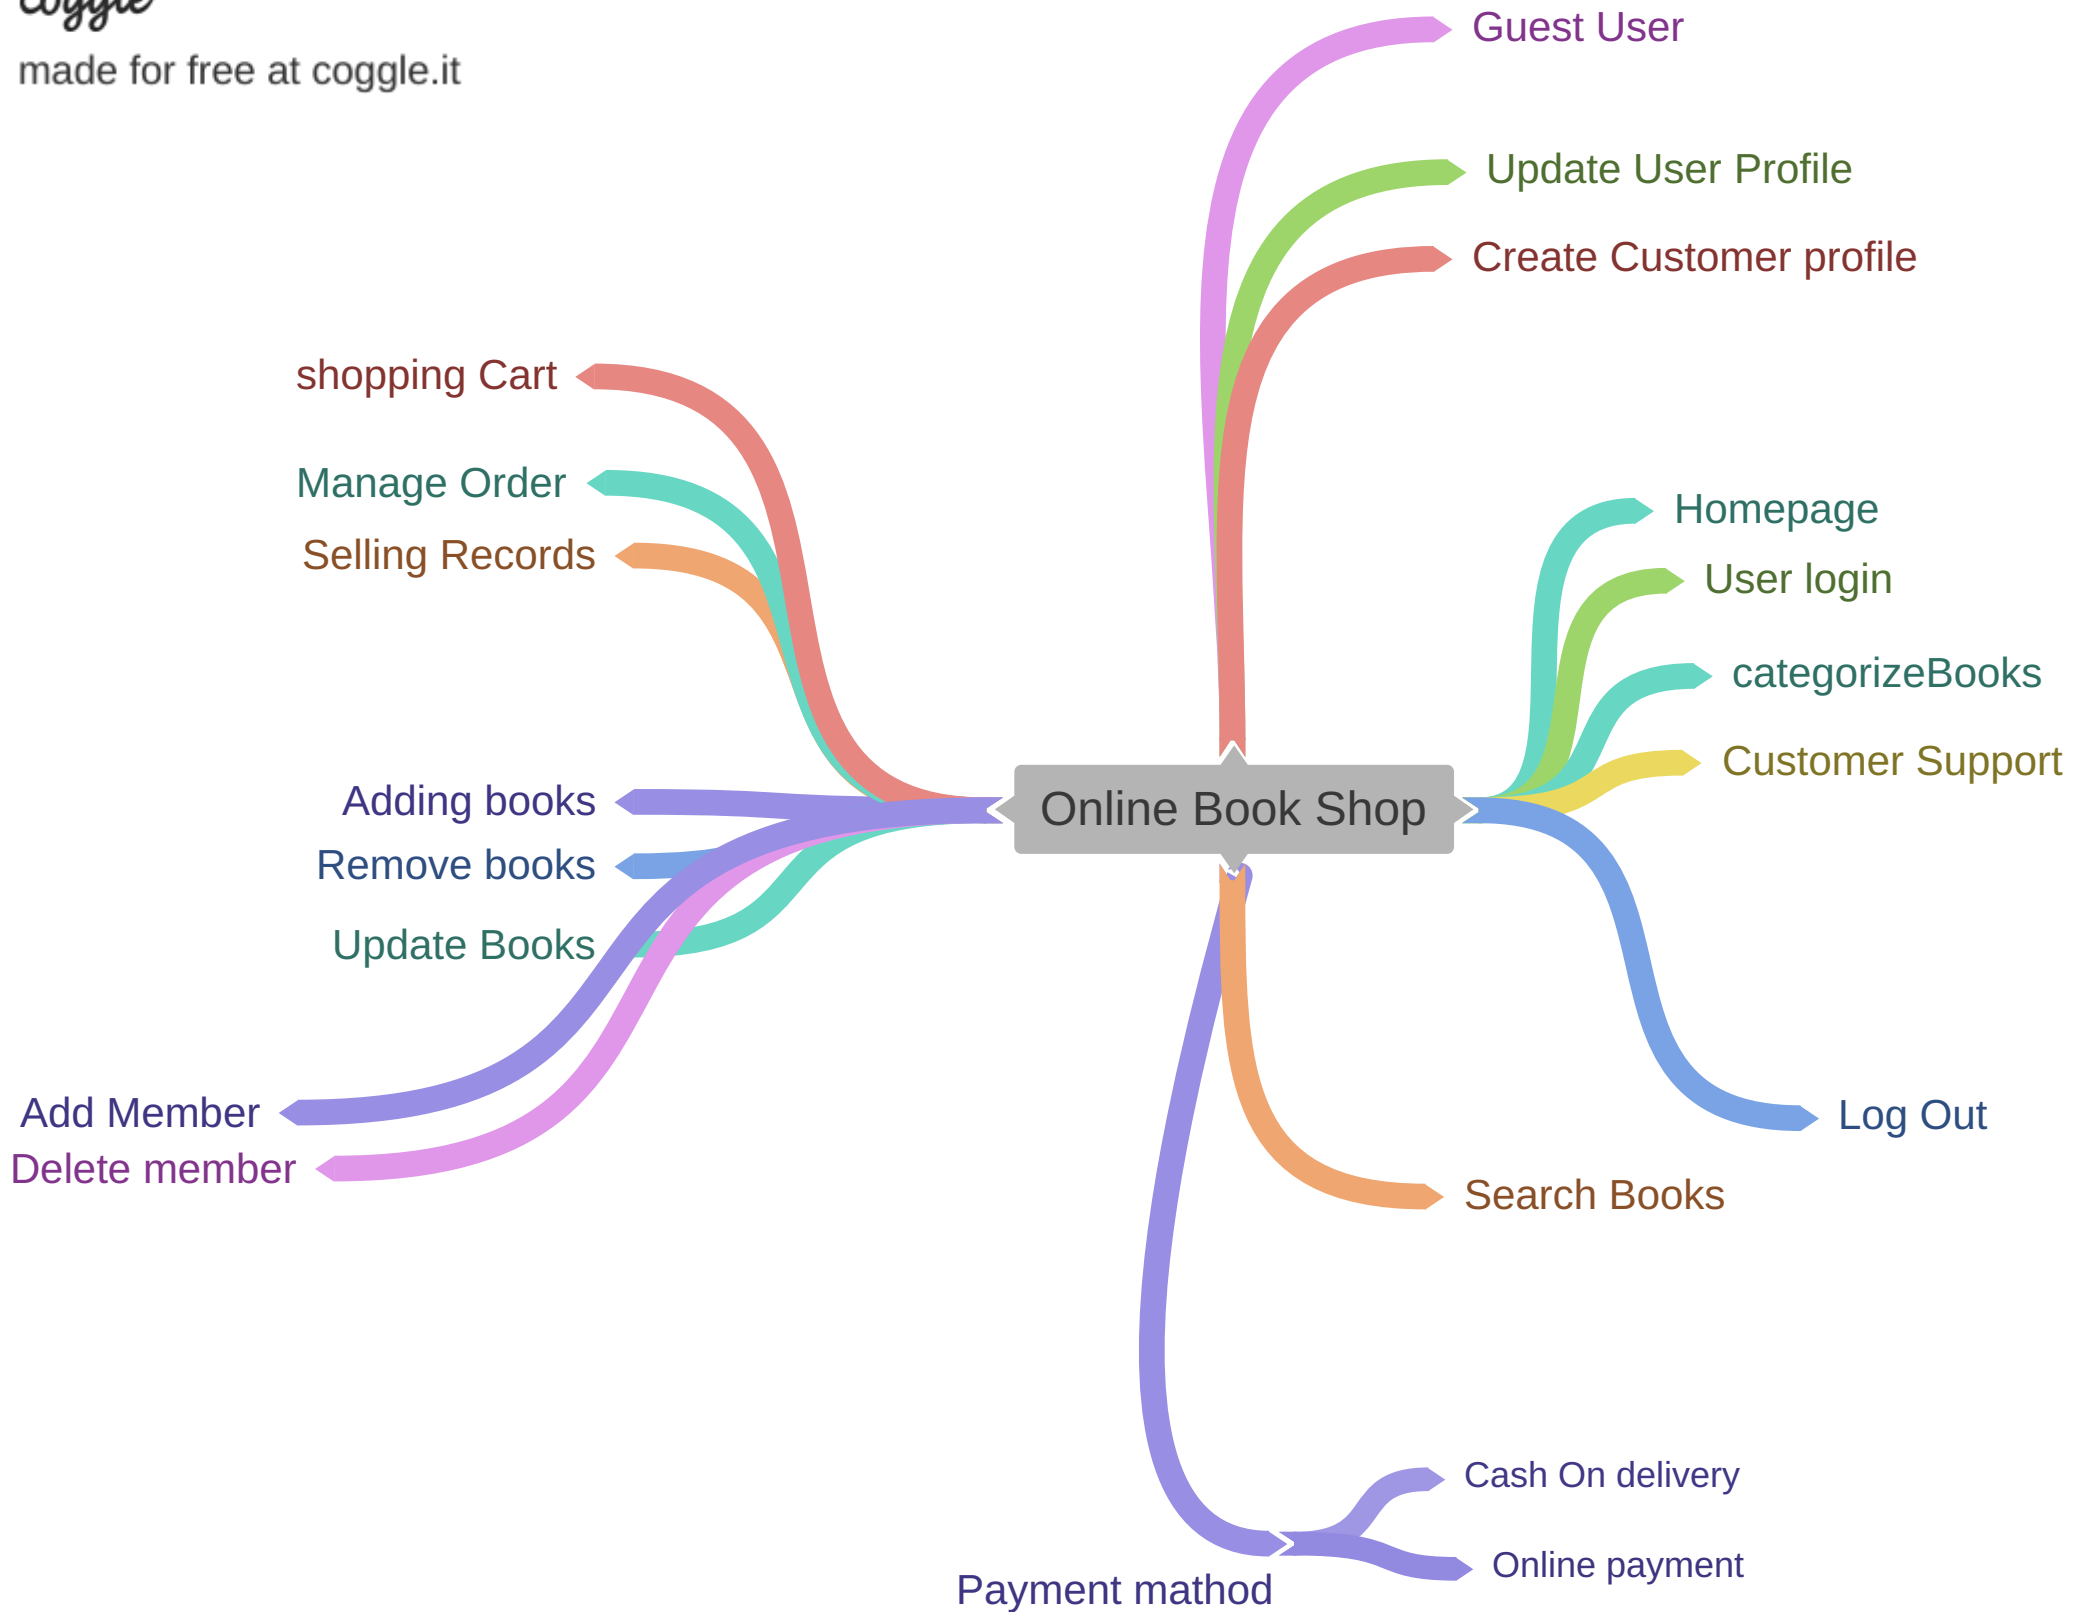 coggle
made for free at coggle.it
Guest User
Update User Profile
Create Customer profile
shopping Cart
Manage Order
Selling Records
Adding books
Remove books
Update Books
Add Member
Delete member
Online Book Shop
Homepage
User login
categorizeBooks
Customer Support
Log Out
Search Books
Payment mathod
Cash On delivery
Online payment